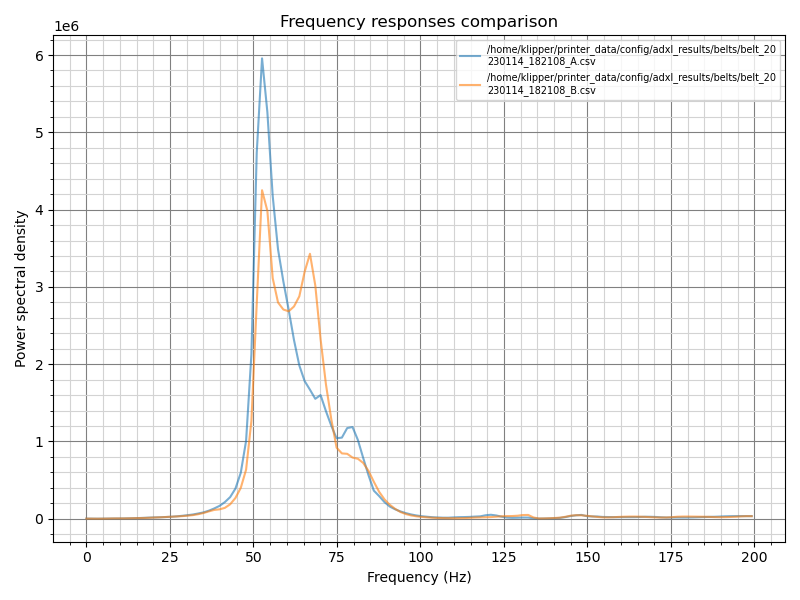 Frequency responses comparison
1e6
/home/klipper/printer_data/config/adxl_results/belts/belt_20
230114_182108_A.csv
/home/klipper/printer_data/config/adxl_results/belts/belt_20
230114_182108_B.csv
6
5
4
3
2
1
0
Power spectral density
0 25 50 75 100 125 150 175 200
Frequency (Hz)